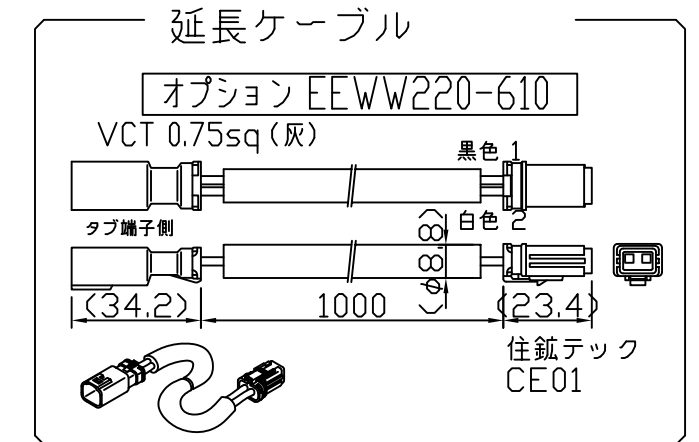 延長ケーブル
オプション EEWW220-610
VCT 0.75sq(灰)
黒色 1
タブ端子側
白色 2
(φ8.8)
(34.2)
1000
(23.4)
住鉱テック
CE01